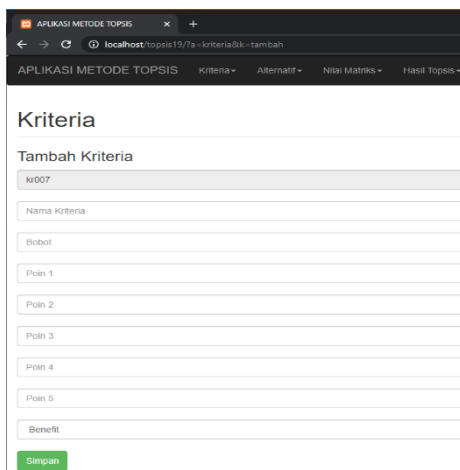 APLIKASI METODE TOPSIS
localhost/topsis19/?a=kriteria&k=tambah
APLIKASI METODE TOPSIS Kriteria Alternatif Nilai Matriks Hasil Topsis
Kriteria
Tambah Kriteria
kr007
Nama Kriteria
Bobot
Poin 1
Poin 2
Poin 3
Poin 4
Poin 5
Benefit
Simpan